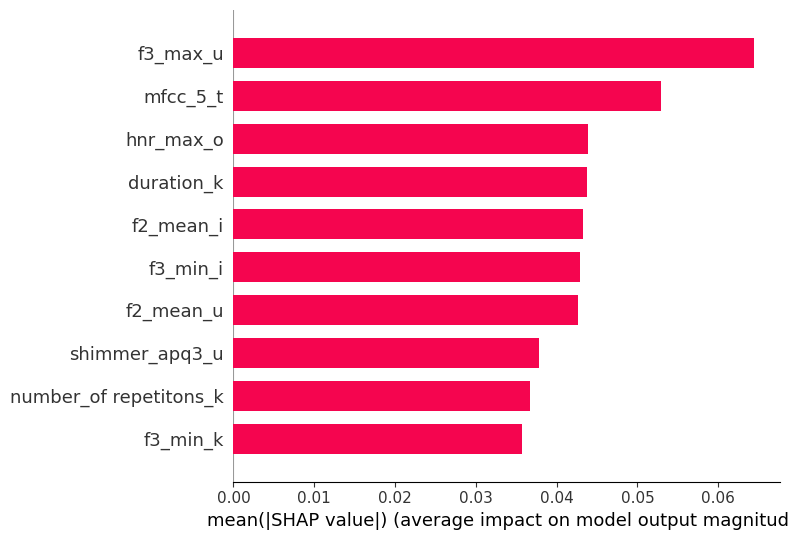 f3_max_u
mfcc_5_t
hnr_max_o
duration_k
f2_mean_i
f3_min_i
f2_mean_u
shimmer_apq3_u
number_of repetitons_k
f3_min_k
0.00 0.01 0.02 0.03 0.04 0.05 0.06
mean(|SHAP value|) (average impact on model output magnitud